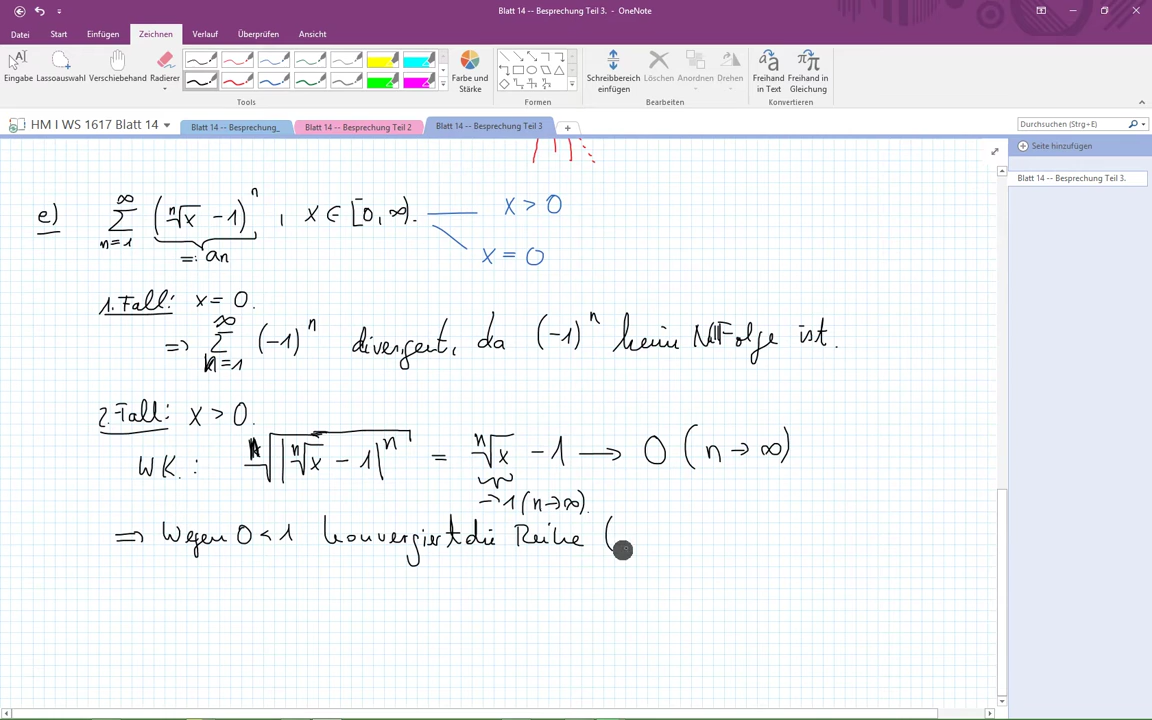 Blatt 14 -- Besprechung Teil 3. - OneNote
Datei Start Einfügen Zeichnen Verlauf Überprüfen Ansicht
Eingabe Lassoauswahl Verschiebehand Radierer Farbe und Stärke Schreibbereich einfügen Löschen Anordnen Drehen Freihand in Text Freihand in Gleichung
Tools Formen Bearbeiten Konvertieren
HM I WS 1617 Blatt 14 Blatt 14 -- Besprechung_ Blatt 14 -- Besprechung Teil 2 Blatt 14 -- Besprechung Teil 3 Durchsuchen (Strg+E)
Seite hinzufügen
Blatt 14 -- Besprechung Teil 3.
e) ∑_{n=1}^{∞} (ⁿ√x - 1)^n , x ∈ [0, ∞). x > 0
=: an x = 0
1. Fall: x = 0.
=> ∑_{n=1}^{∞} (-1)^n divergent, da (-1)^n keine NullFolge ist.
2. Fall: x > 0.
WK.: ⁿ√(|ⁿ√x - 1|^n) = ⁿ√x - 1 → 0 (n → ∞)
→ 1 (n → ∞).
=> Wegen 0 < 1 konvergiert die Reihe (